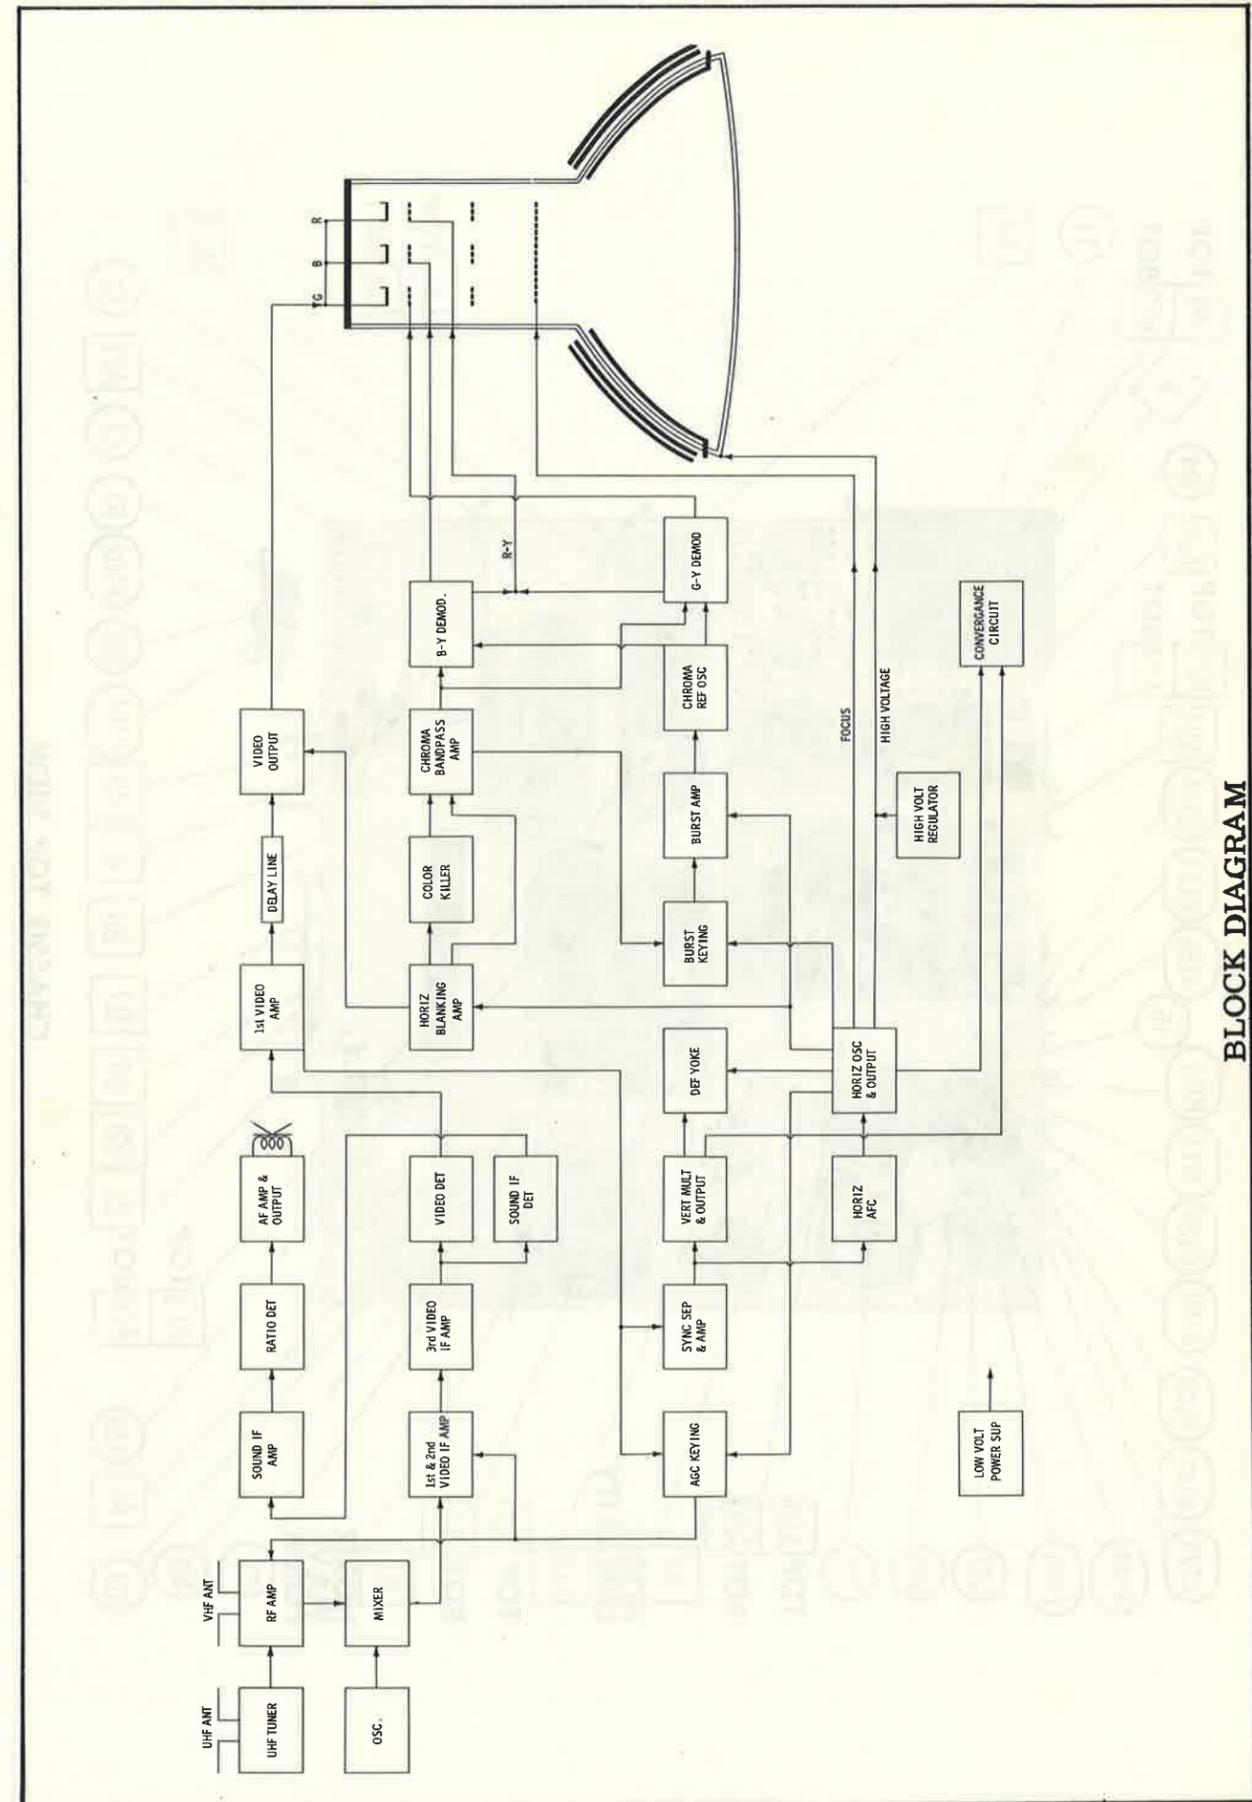 UHF ANT
UHF TUNER
VHF ANT
RF AMP
OSC.
MIXER
SOUND IF
AMP
RATIO DET
AF AMP &
OUTPUT
1st VIDEO
AMP
DELAY LINE
VIDEO
OUTPUT
G
B
R
1st & 2nd
VIDEO IF AMP
3rd VIDEO
IF AMP
VIDEO DET
SOUND IF
DET
HORIZ
BLANKING
AMP
COLOR
KILLER
CHROMA
BANDPASS
AMP
B-Y DEMOD.
R-Y
AGC KEYING
SYNC SEP
& AMP
VERT MULT
& OUTPUT
DEF YOKE
BURST
KEYING
BURST AMP
CHROMA
REF OSC
G-Y DEMOD
HORIZ
AFC
HORIZ OSC
& OUTPUT
FOCUS
HIGH VOLTAGE
HIGH VOLT
REGULATOR
CONVERGANCE
CIRCUIT
LOW VOLT
POWER SUP
BLOCK DIAGRAM